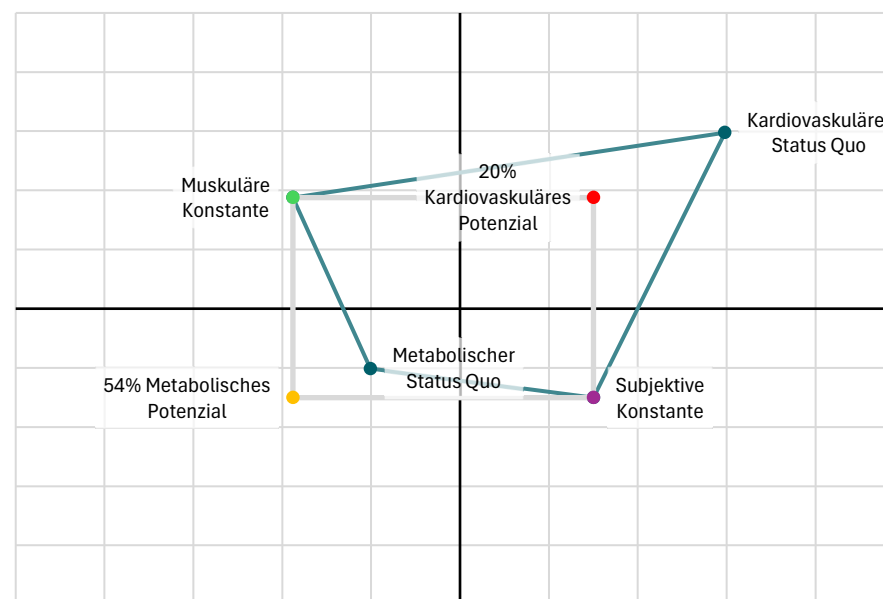 Kardiovaskuläre
Status Quo
20%
Kardiovaskuläres
Potenzial
Muskuläre
Konstante
Metabolischer
Status Quo
54% Metabolisches
Potenzial
Subjektive
Konstante